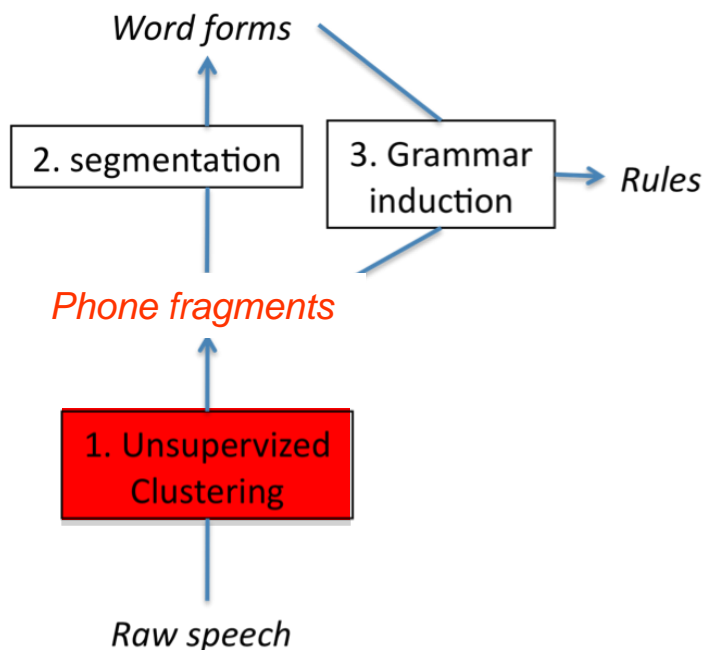 Word forms
2. segmentation
3. Grammar
induction
Rules
Phone fragments
1. Unsupervized
Clustering
Raw speech